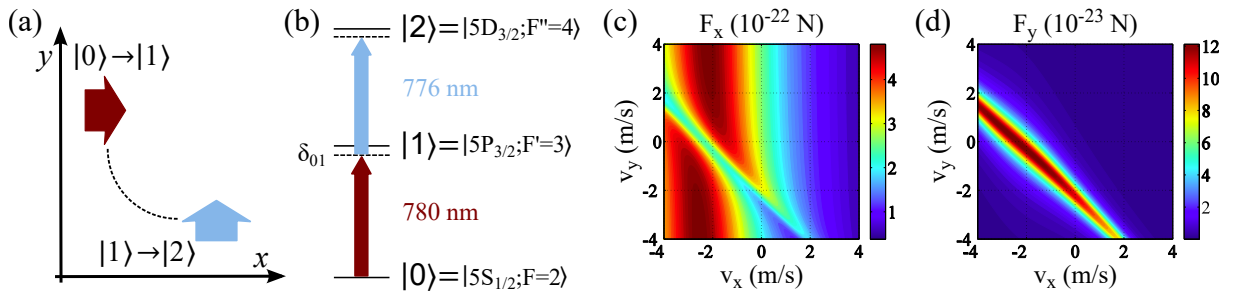 (a)
y
|0⟩→|1⟩
|1⟩→|2⟩
x
(b)
|2⟩=|5D3/2;F''=4⟩
776 nm
δ01
|1⟩=|5P3/2;F'=3⟩
780 nm
|0⟩=|5S1/2;F=2⟩
(c)
Fx (10-22 N)
4
2
0
-2
-4
vy (m/s)
-4 -2 0 2 4
vx (m/s)
4
3
2
1
(d)
Fy (10-23 N)
4
2
0
-2
-4
vy (m/s)
-4 -2 0 2 4
vx (m/s)
12
10
8
6
4
2